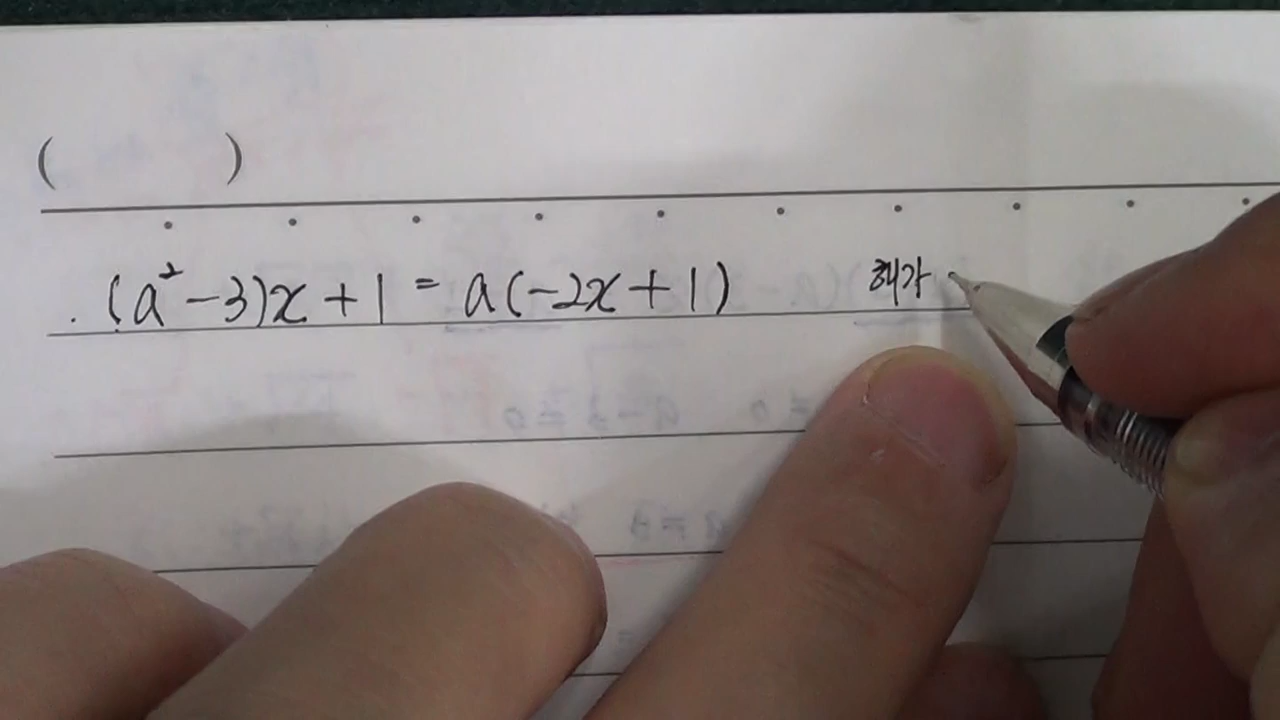 (        )
. (a² - 3)x + 1 = a(-2x + 1) 해가